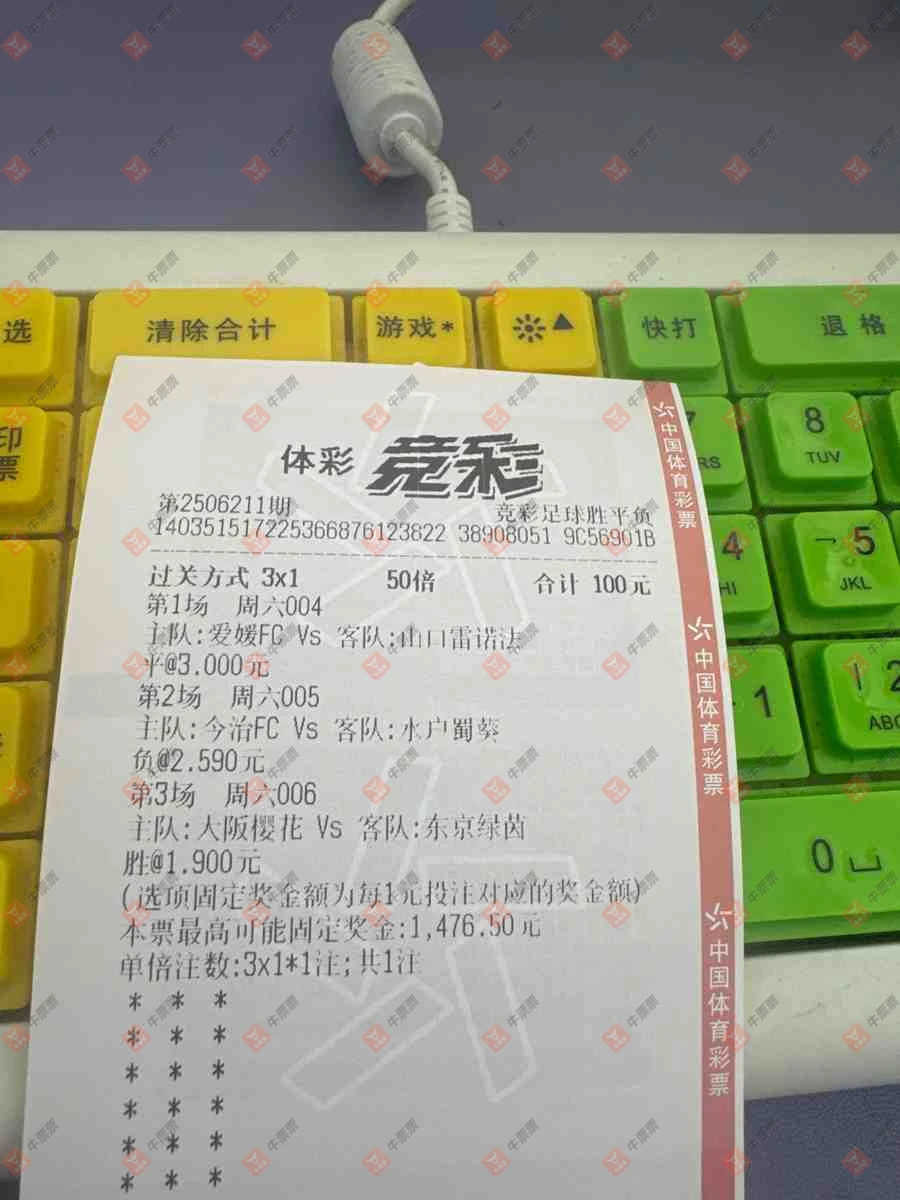 选
清除合计
游戏*
快打
退格
印
票
7
RS
8
TUV
4
HI
5
JKL
1
2
ABC
0
体彩 竞彩
第2506211期 竞彩足球胜平负
140351517225366876123822 38908051 9C56901B
过关方式 3x1 50倍 合计 100元
第1场 周六004
主队:爱媛FC Vs 客队:山口雷诺法
平@3.000元
第2场 周六005
主队:今治FC Vs 客队:水户蜀葵
负@2.590元
第3场 周六006
主队:大阪樱花 Vs 客队:东京绿茵
胜@1.900元
(选项固定奖金额为每1元投注对应的奖金额)
本票最高可能固定奖金:1,476.50元
单倍注数:3x1*1注;共1注
* * *
* * *
* * *
* * *
* * *
* * *
中国体育彩票
中国体育彩票
中国体育彩票
牛票票